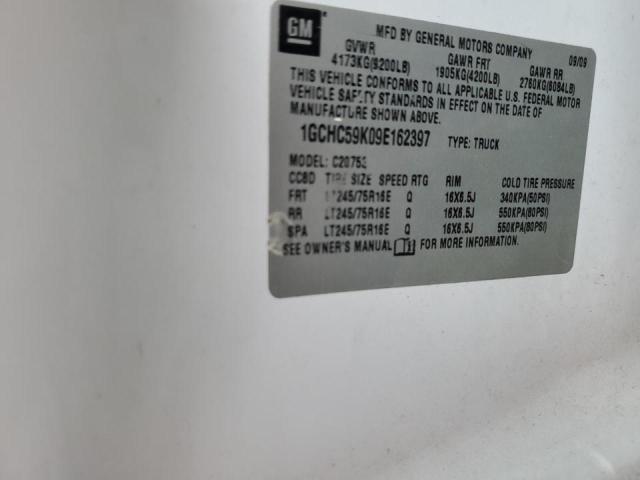 GM MFD BY GENERAL MOTORS COMPANY 09/09
GVWR GAWR FRT GAWR RR
4173KG(9200LB) 1905KG(4200LB) 2760KG(6084LB)
THIS VEHICLE CONFORMS TO ALL APPLICABLE U.S. FEDERAL MOTOR
VEHICLE SAFETY STANDARDS IN EFFECT ON THE DATE OF
MANUFACTURE SHOWN ABOVE.
1GCHC59K09E162397 TYPE: TRUCK
MODEL: C20753
CC8D TIRE SIZE SPEED RTG RIM COLD TIRE PRESSURE
FRT LT245/75R16E Q 16X6.5J 340KPA(50PSI)
RR LT245/75R16E Q 16X6.5J 550KPA(80PSI)
SPA LT245/75R16E Q 16X6.5J 550KPA(80PSI)
SEE OWNER'S MANUAL FOR MORE INFORMATION.